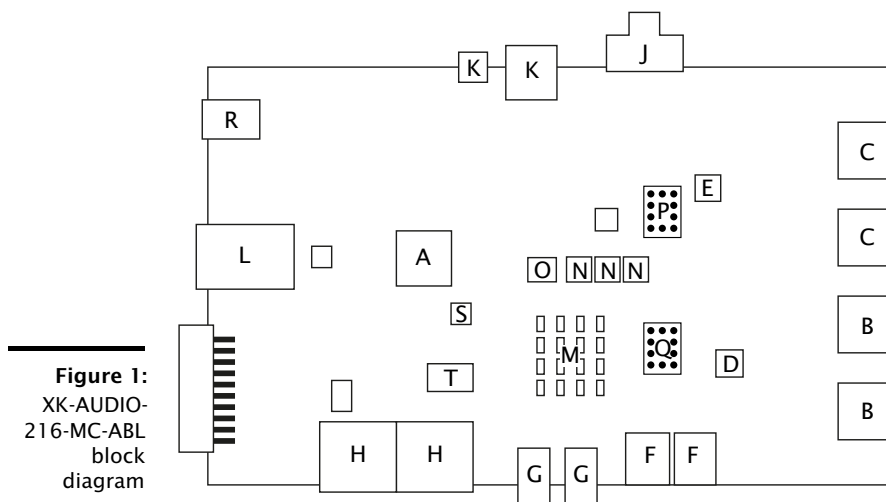 K
K
J
R
C
E
P
C
L
A
O
N
N
N
S
B
M
Q
D
T
B
H
H
G
G
F
F
Figure 1:
XK-AUDIO-
216-MC-ABL
block
diagram